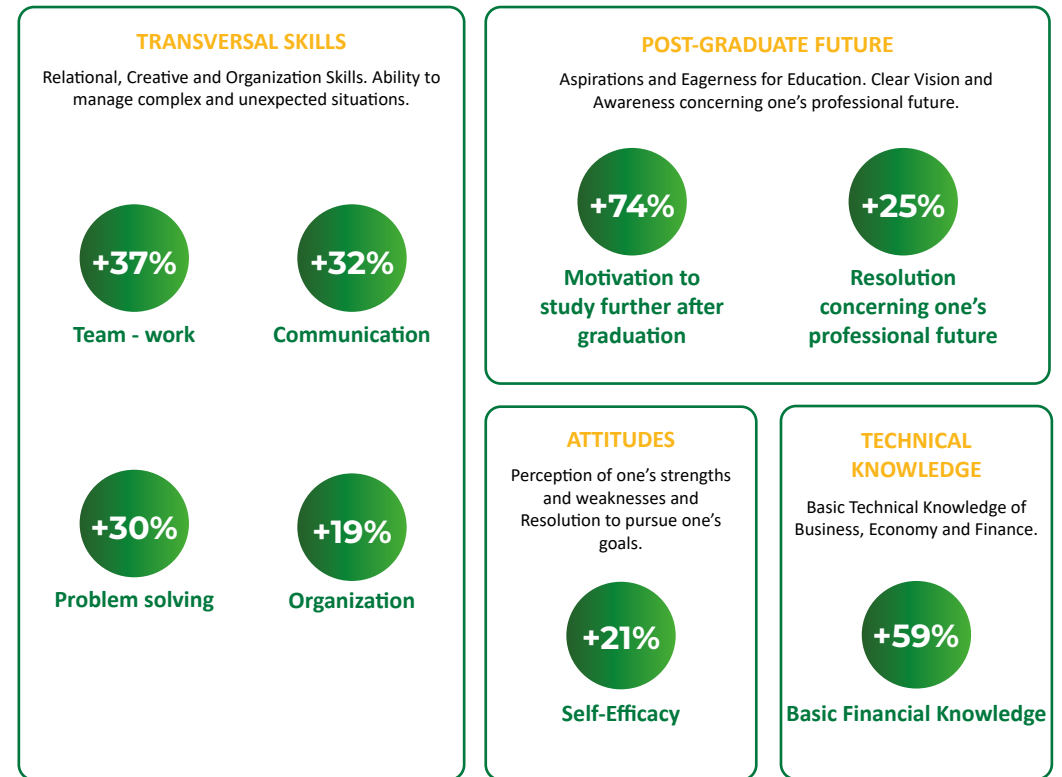 TRANSVERSAL SKILLS
Relational, Creative and Organization Skills. Ability to
manage complex and unexpected situations.
+37%
Team - work
+32%
Communication
+30%
Problem solving
+19%
Organization
POST-GRADUATE FUTURE
Aspirations and Eagerness for Education. Clear Vision and
Awareness concerning one’s professional future.
+74%
Motivation to
study further after
graduation
+25%
Resolution
concerning one’s
professional future
ATTITUDES
Perception of one’s strengths
and weaknesses and
Resolution to pursue one’s
goals.
+21%
Self-Efficacy
TECHNICAL
KNOWLEDGE
Basic Technical Knowledge of
Business, Economy and Finance.
+59%
Basic Financial Knowledge